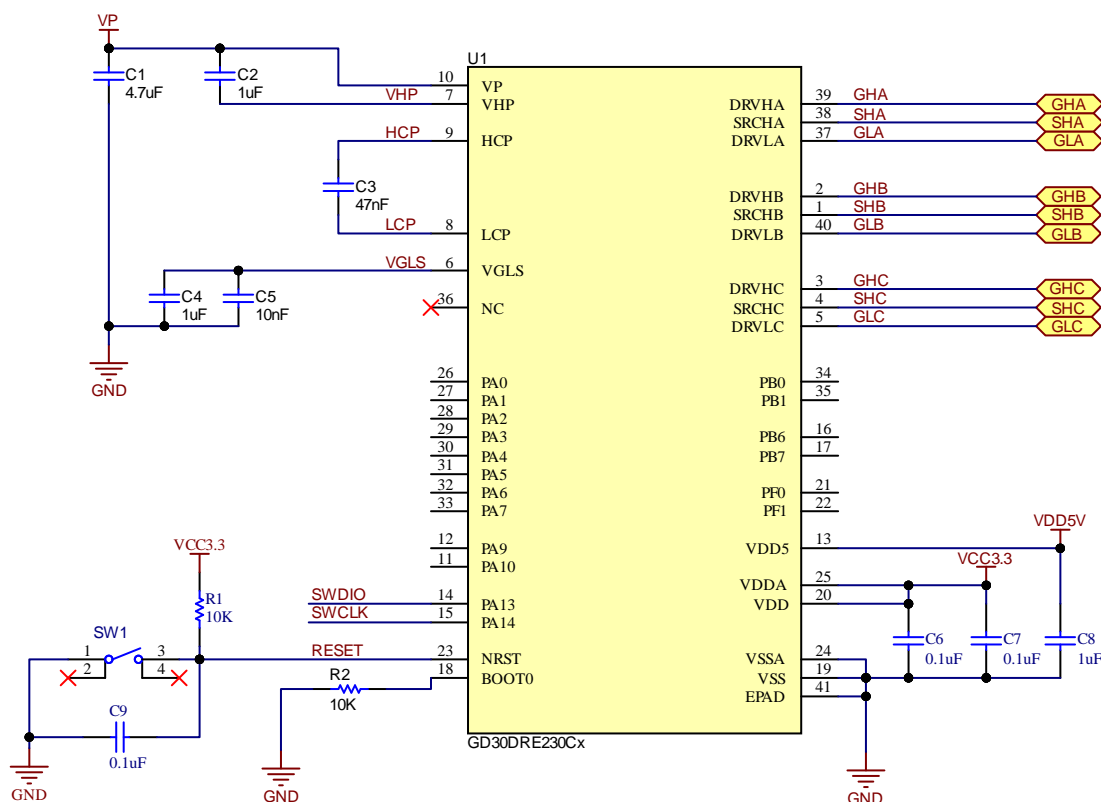 VP
C1
4.7uF
C2
1uF
VHP
HCP
C3
47nF
LCP
VGLS
C4
1uF
C5
10nF
GND
U1
10 VP
7 VHP
9 HCP
8 LCP
6 VGLS
36 NC
26 PA0
27 PA1
28 PA2
29 PA3
30 PA4
31 PA5
32 PA6
33 PA7
12 PA9
11 PA10
SWDIO 14 PA13
SWCLK 15 PA14
RESET 23 NRST
18 BOOT0
DRVHA 39 GHA GHA
SRCHA 38 SHA SHA
DRVLA 37 GLA GLA
DRVHB 2 GHB GHB
SRCHB 1 SHB SHB
DRVLB 40 GLB GLB
DRVHC 3 GHC GHC
SRCHC 4 SHC SHC
DRVLC 5 GLC GLC
PB0 34
PB1 35
PB6 16
PB7 17
PF0 21
PF1 22
VDD5 13
VDDA 25
VDD 20
VSSA 24
VSS 19
EPAD 41
GD30DRE230Cx
VDD5V
VCC3.3
C6
0.1uF
C7
0.1uF
C8
1uF
GND
VCC3.3
R1
10K
SW1
1 3
2 4
C9
0.1uF
GND
R2
10K
GND